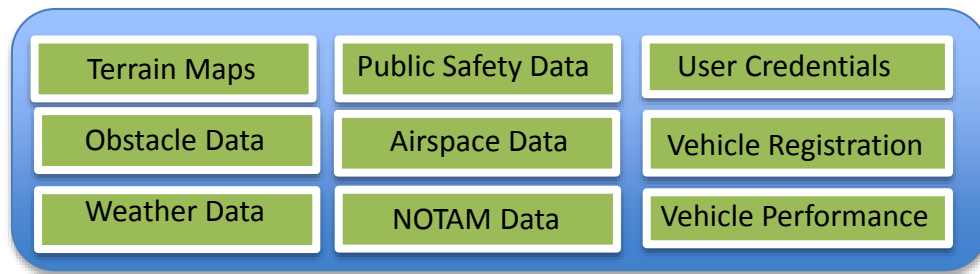 Terrain Maps
Public Safety Data
User Credentials
Obstacle Data
Airspace Data
Vehicle Registration
Weather Data
NOTAM Data
Vehicle Performance